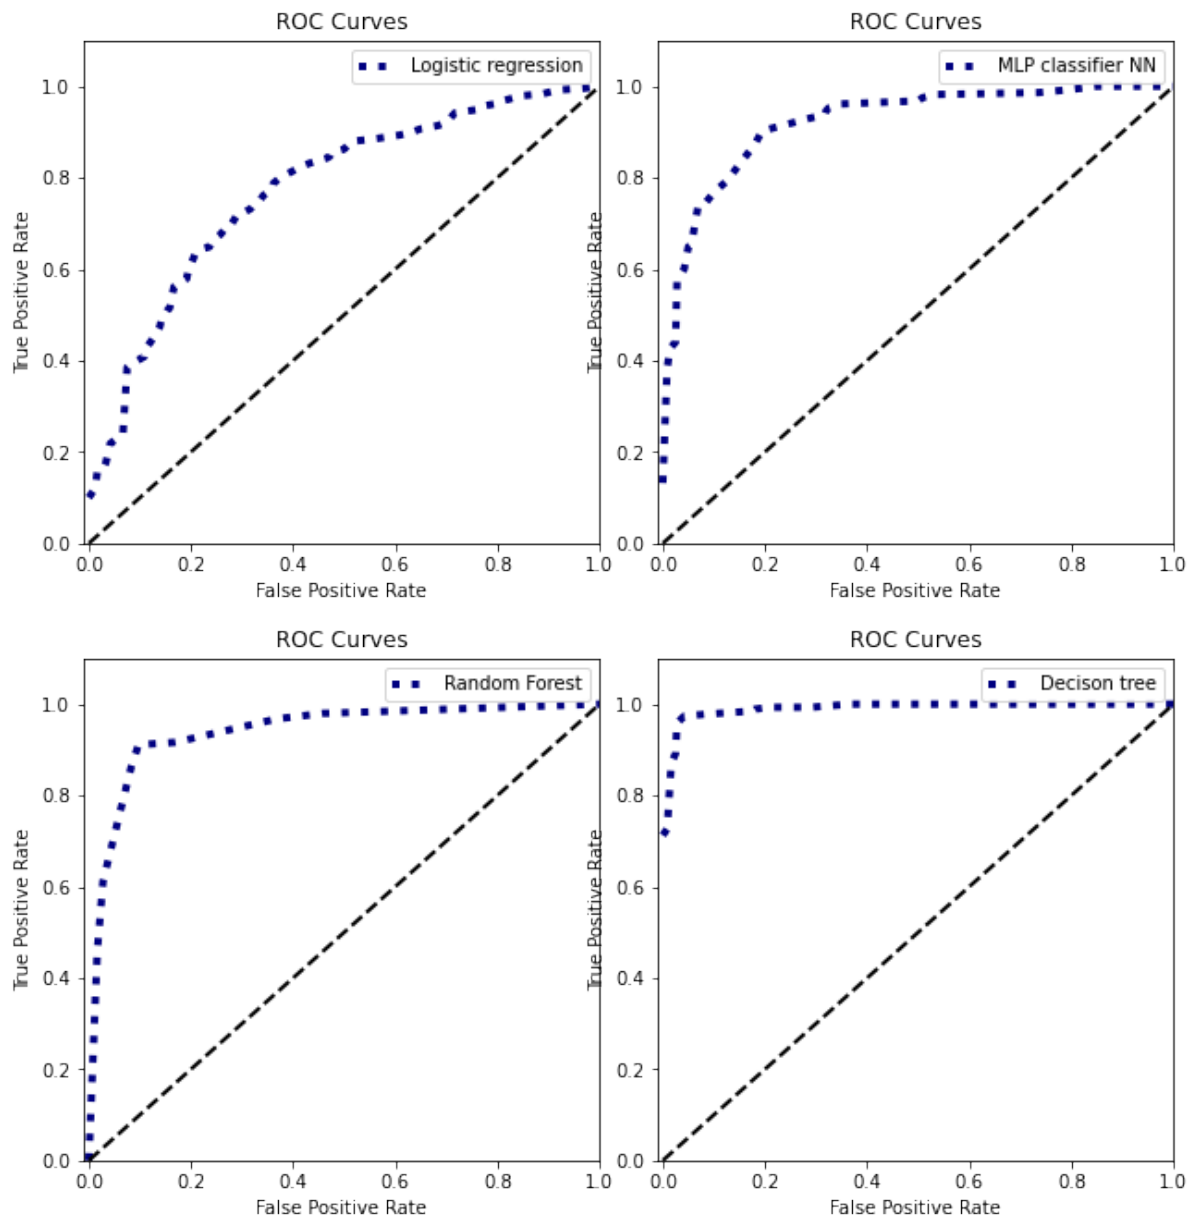 ROC Curves
Logistic regression
True Positive Rate
1.0
0.8
0.6
0.4
0.2
0.0
0.0 0.2 0.4 0.6 0.8 1.0
False Positive Rate
ROC Curves
MLP classifier NN
True Positive Rate
1.0
0.8
0.6
0.4
0.2
0.0
0.0 0.2 0.4 0.6 0.8 1.0
False Positive Rate
ROC Curves
Random Forest
True Positive Rate
1.0
0.8
0.6
0.4
0.2
0.0
0.0 0.2 0.4 0.6 0.8 1.0
False Positive Rate
ROC Curves
Decison tree
True Positive Rate
1.0
0.8
0.6
0.4
0.2
0.0
0.0 0.2 0.4 0.6 0.8 1.0
False Positive Rate